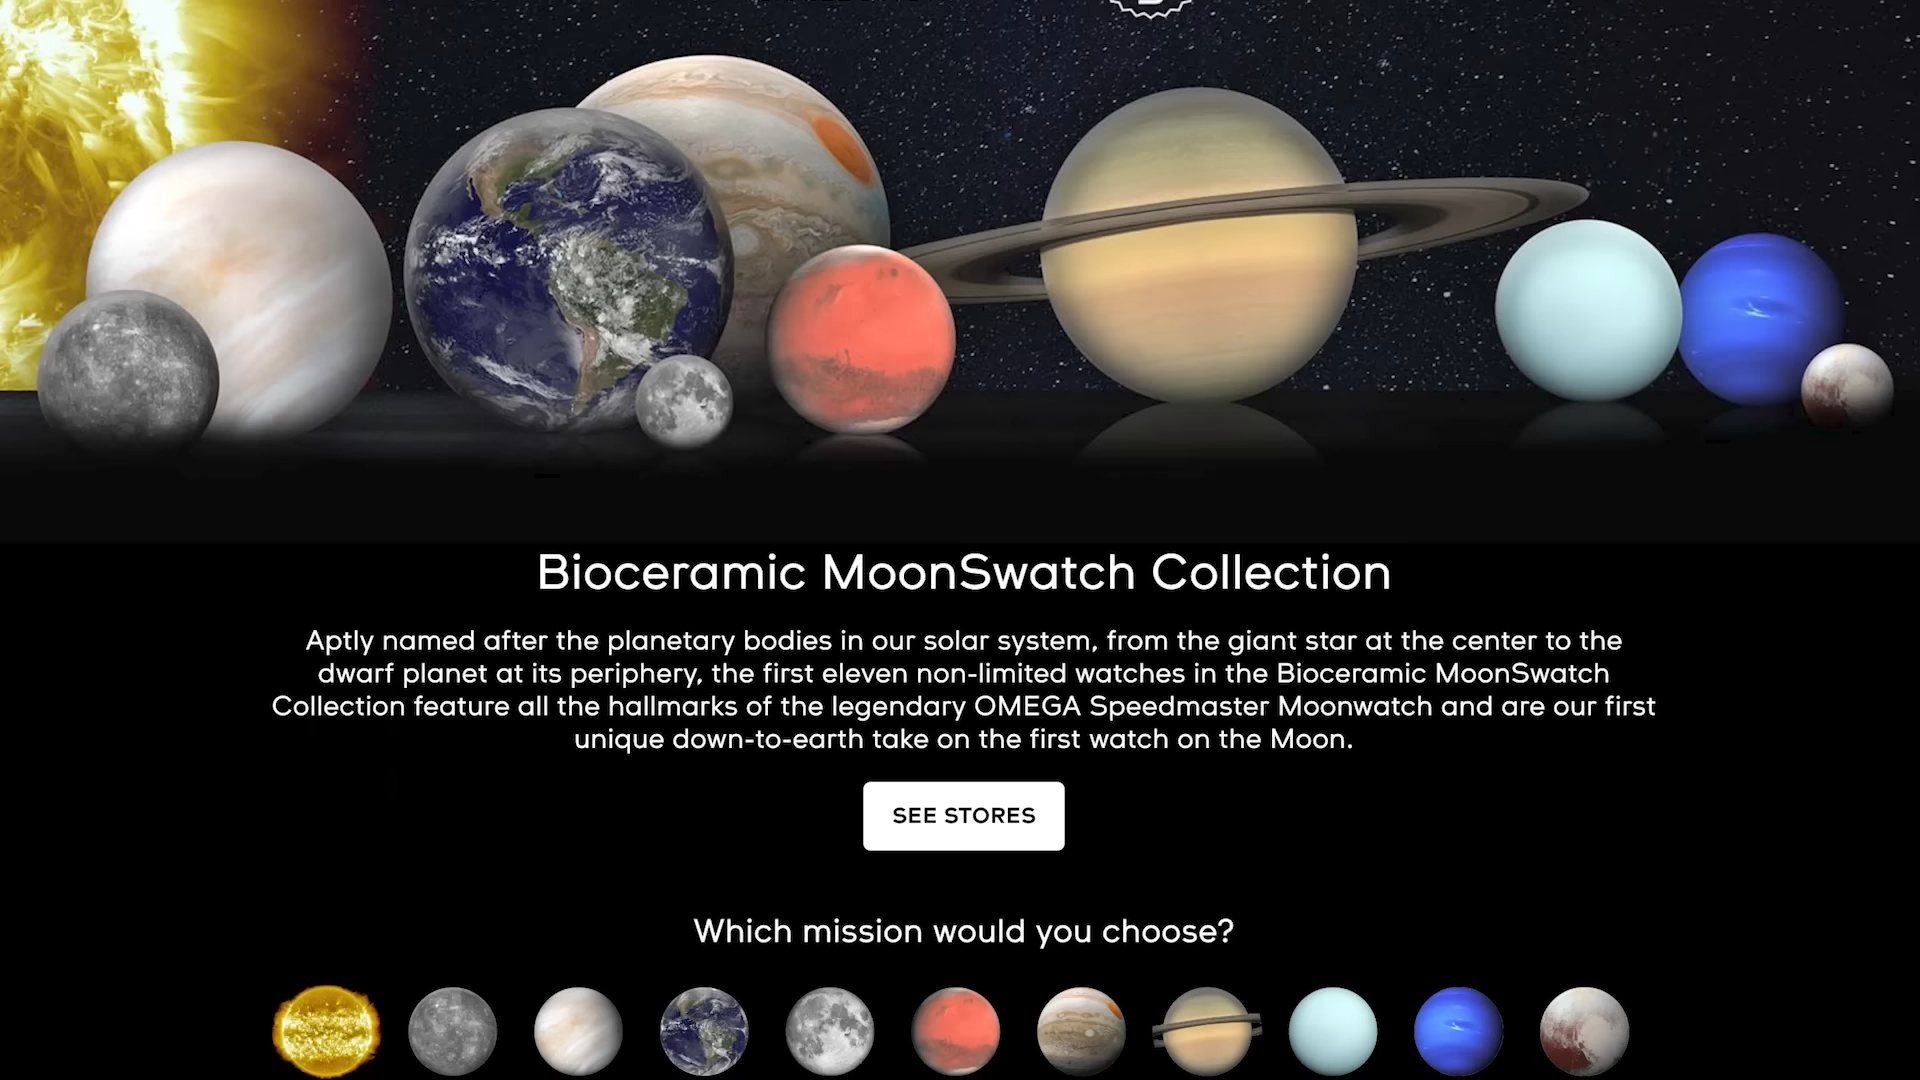 Bioceramic MoonSwatch Collection
Aptly named after the planetary bodies in our solar system, from the giant star at the center to the
dwarf planet at its periphery, the first eleven non-limited watches in the Bioceramic MoonSwatch
Collection feature all the hallmarks of the legendary OMEGA Speedmaster Moonwatch and are our first
unique down-to-earth take on the first watch on the Moon.
SEE STORES
Which mission would you choose?